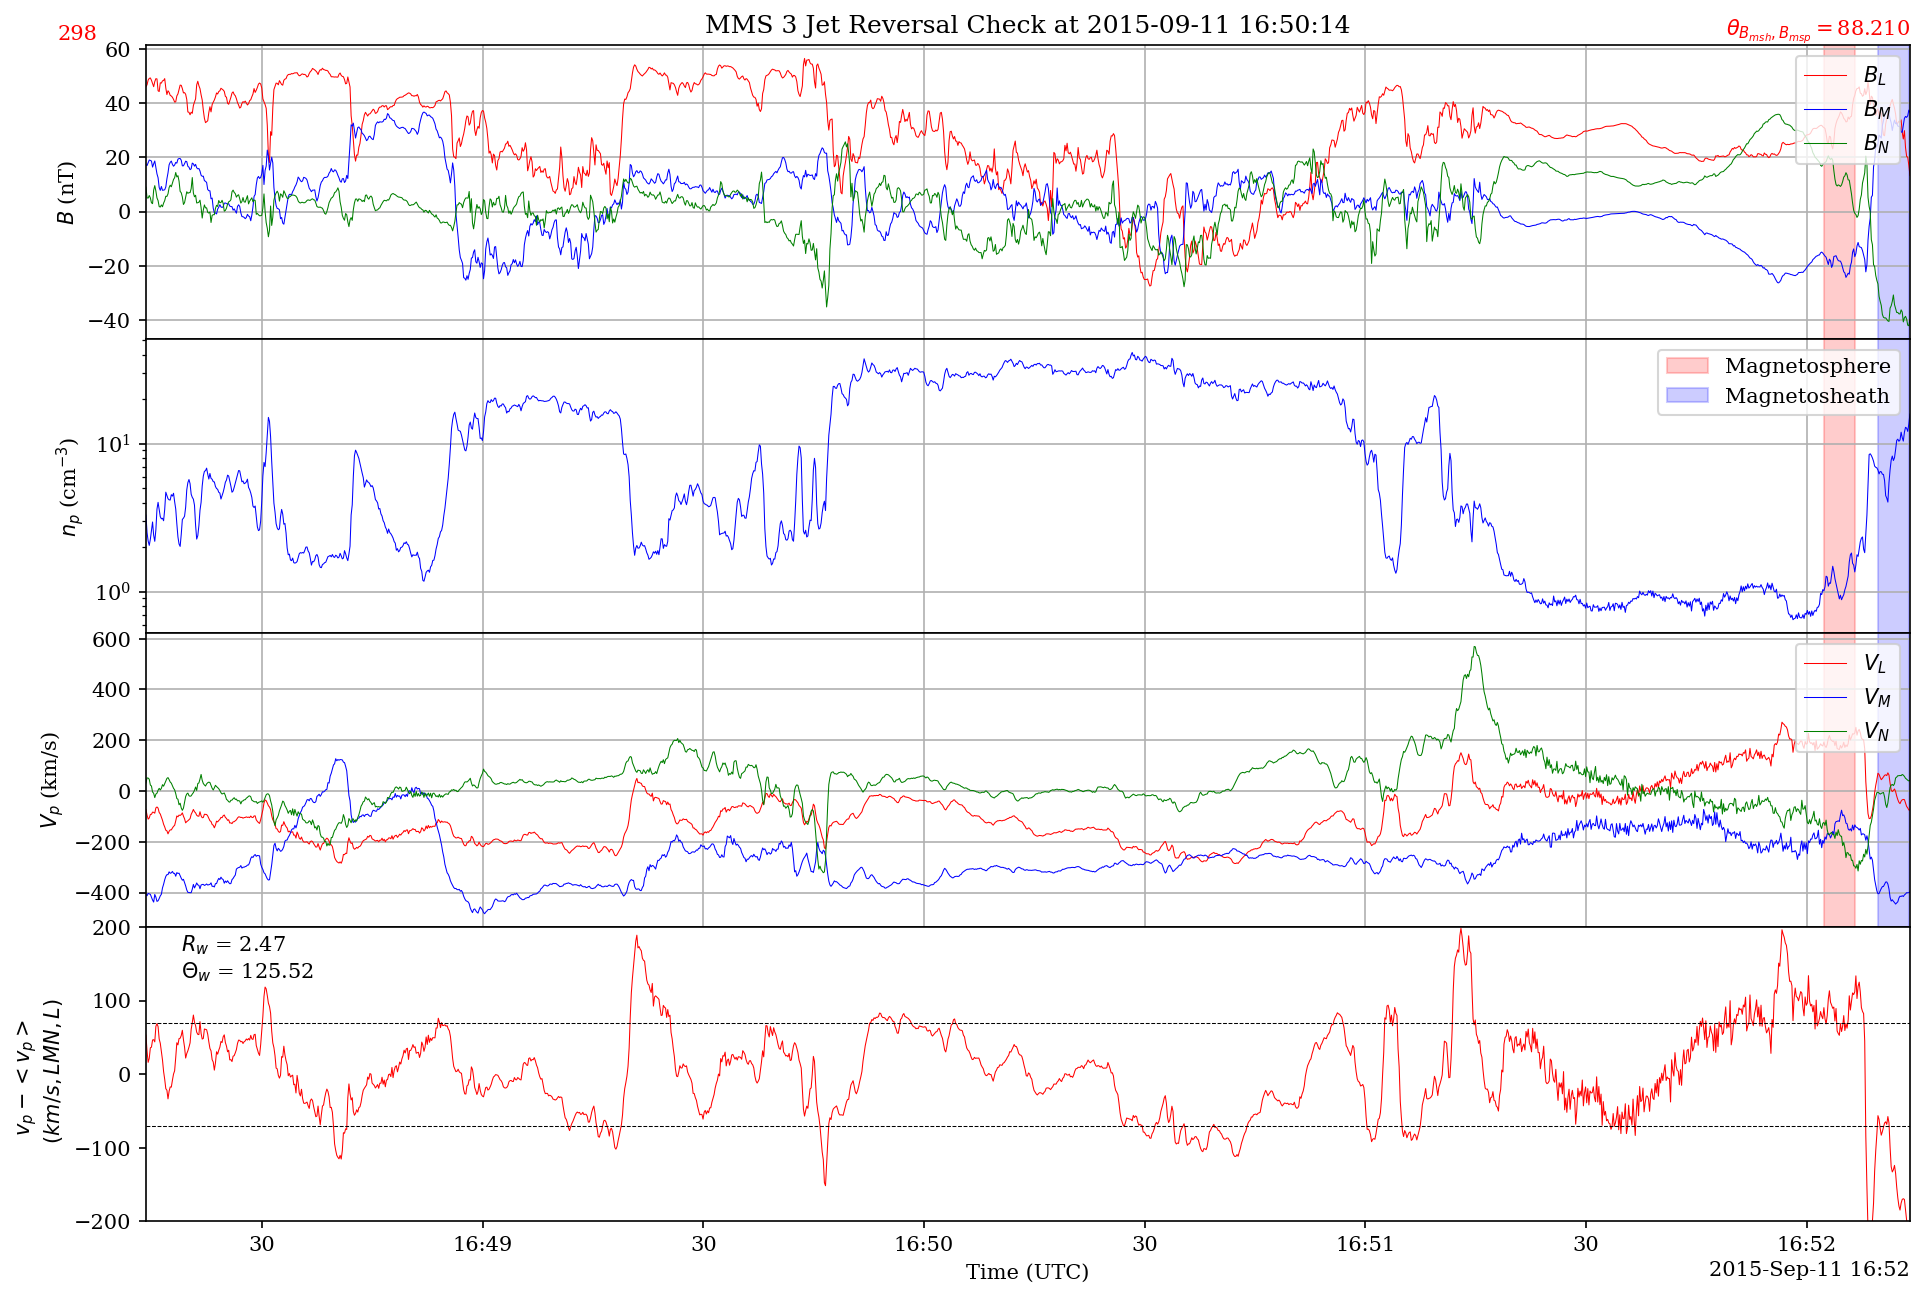 MMS 3 Jet Reversal Check at 2015-09-11 16:50:14
298
θ_{B_{msh}, B_{msp}} = 88.210
60
40
20
0
−20
−40
B (nT)
B_L
B_M
B_N
10^1
10^0
n_p (cm^{−3})
Magnetosphere
Magnetosheath
600
400
200
0
−200
−400
V_p (km/s)
V_L
V_M
V_N
200
100
0
−100
−200
v_p − < v_p >
(km/s, LMN, L)
R_w = 2.47
Θ_w = 125.52
30
16:49
30
16:50
30
16:51
30
16:52
Time (UTC)
2015-Sep-11 16:52